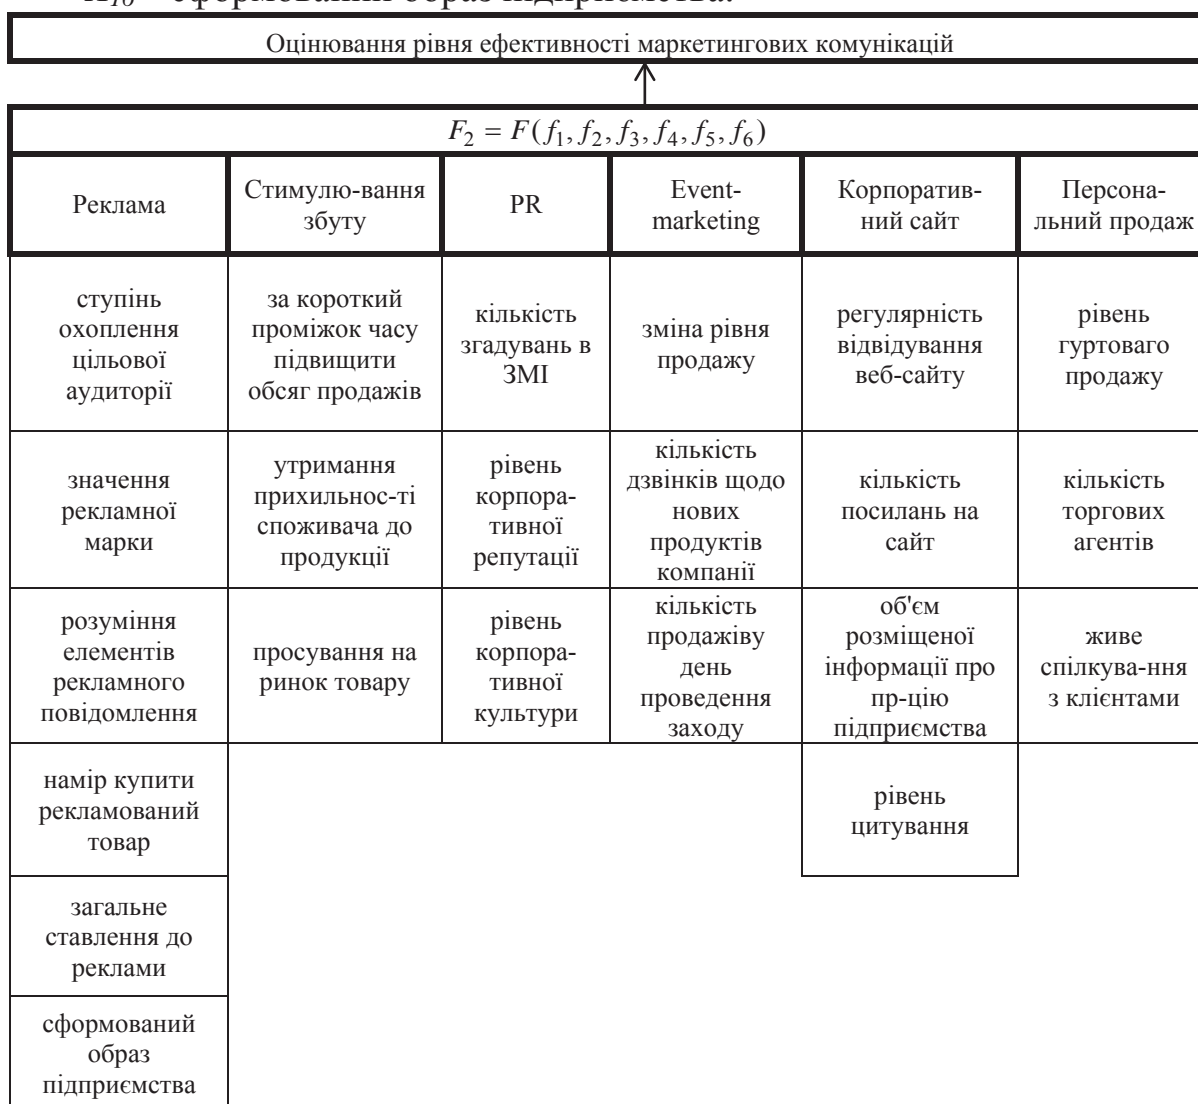 сформований образ підприємства.
Оцінювання рівня ефективності маркетингових комунікацій
F₂ = F(f₁, f₂, f₃, f₄, f₅, f₆)
Реклама
Стимулю-вання
збуту
PR
Event-
marketing
Корпоратив-
ний сайт
Персона-
льний продаж
ступінь
охоплення
цільової
аудиторії
за короткий
проміжок часу
підвищити
обсяг продажів
кількість
згадувань в
ЗМІ
зміна рівня
продажу
регулярність
відвідування
веб-сайту
рівень
гуртоваго
продажу
значення
рекламної
марки
утримання
прихильнос-ті
споживача до
продукції
рівень
корпора-
тивної
репутації
кількість
дзвінків щодо
нових
продуктів
компанії
кількість
посилань на
сайт
кількість
торгових
агентів
розуміння
елементів
рекламного
повідомлення
просування на
ринок товару
рівень
корпора-
тивної
культури
кількість
продажіву
день
проведення
заходу
об'єм
розміщеної
інформації про
пр-цію
підприємства
живе
спілкува-ння
з клієнтами
намір купити
рекламований
товар
рівень
цитування
загальне
ставлення до
реклами
сформований
образ
підприємства